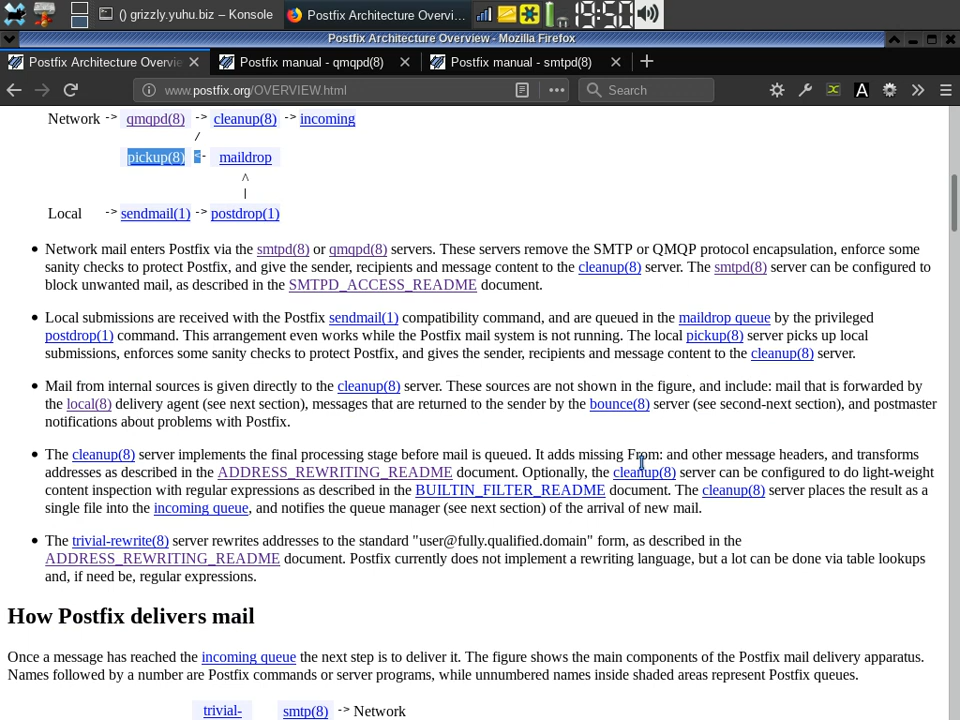 () grizzly.yuhu.biz – Konsole
Postfix Architecture Overvi…
19:50
Postfix Architecture Overview - Mozilla Firefox
Postfix Architecture Overvie
Postfix manual - qmqpd(8)
Postfix manual - smtpd(8)
www.postfix.org/OVERVIEW.html
Search
A
Network -> qmqpd(8) -> cleanup(8) -> incoming
/
pickup(8) <- maildrop
^
|
Local -> sendmail(1) -> postdrop(1)
Network mail enters Postfix via the smtpd(8) or qmqpd(8) servers. These servers remove the SMTP or QMQP protocol encapsulation, enforce some
sanity checks to protect Postfix, and give the sender, recipients and message content to the cleanup(8) server. The smtpd(8) server can be configured to
block unwanted mail, as described in the SMTPD_ACCESS_README document.
Local submissions are received with the Postfix sendmail(1) compatibility command, and are queued in the maildrop queue by the privileged
postdrop(1) command. This arrangement even works while the Postfix mail system is not running. The local pickup(8) server picks up local
submissions, enforces some sanity checks to protect Postfix, and gives the sender, recipients and message content to the cleanup(8) server.
Mail from internal sources is given directly to the cleanup(8) server. These sources are not shown in the figure, and include: mail that is forwarded by
the local(8) delivery agent (see next section), messages that are returned to the sender by the bounce(8) server (see second-next section), and postmaster
notifications about problems with Postfix.
The cleanup(8) server implements the final processing stage before mail is queued. It adds missing From: and other message headers, and transforms
addresses as described in the ADDRESS_REWRITING_README document. Optionally, the cleanup(8) server can be configured to do light-weight
content inspection with regular expressions as described in the BUILTIN_FILTER_README document. The cleanup(8) server places the result as a
single file into the incoming queue, and notifies the queue manager (see next section) of the arrival of new mail.
The trivial-rewrite(8) server rewrites addresses to the standard "user@fully.qualified.domain" form, as described in the
ADDRESS_REWRITING_README document. Postfix currently does not implement a rewriting language, but a lot can be done via table lookups
and, if need be, regular expressions.
How Postfix delivers mail
Once a message has reached the incoming queue the next step is to deliver it. The figure shows the main components of the Postfix mail delivery apparatus.
Names followed by a number are Postfix commands or server programs, while unnumbered names inside shaded areas represent Postfix queues.
trivial- smtp(8) -> Network